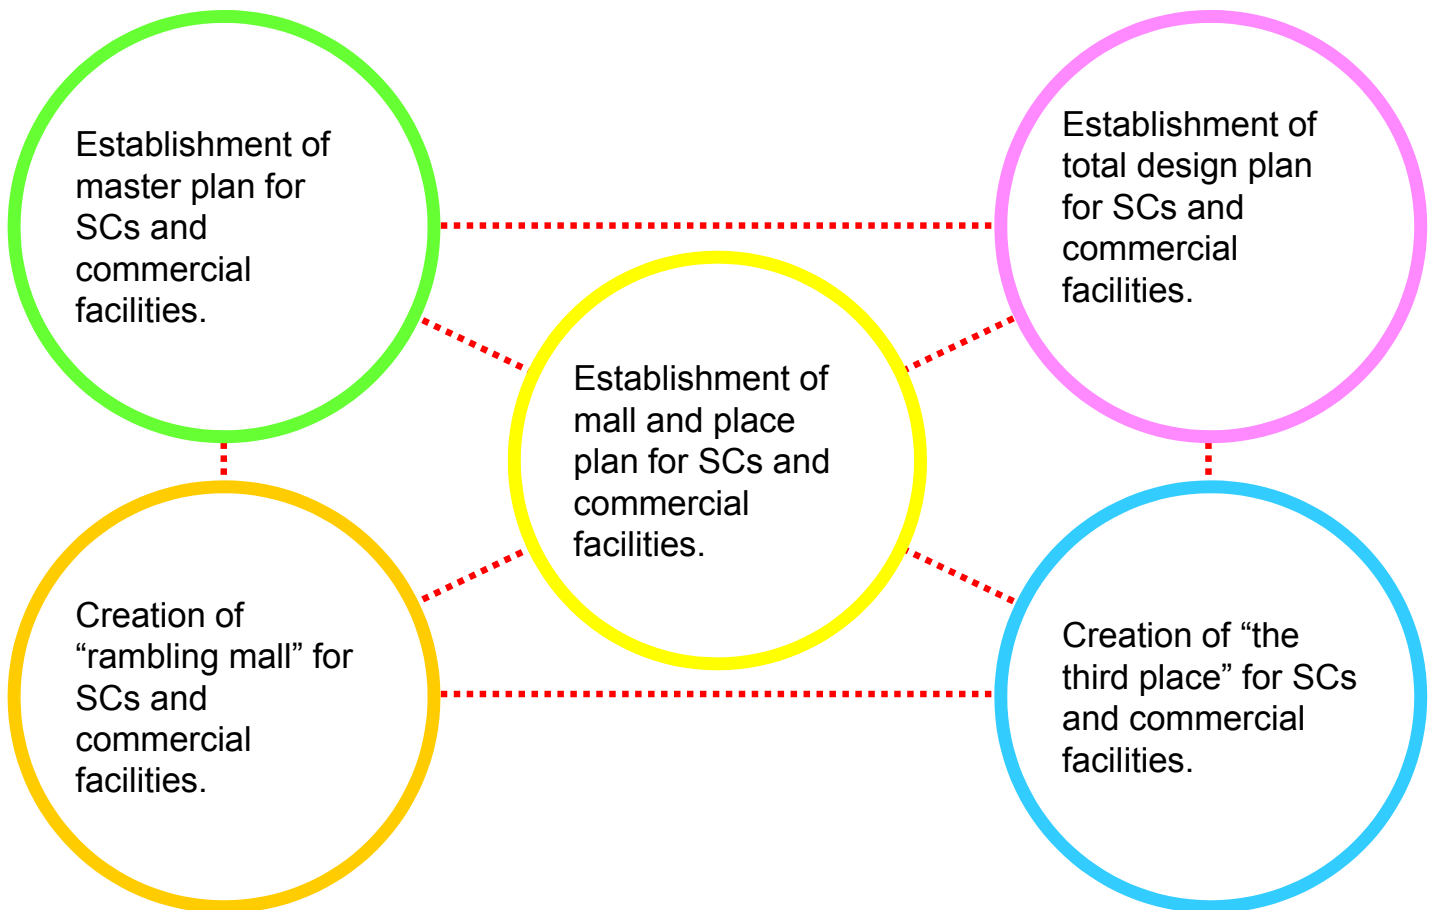 Establishment of
master plan for
SCs and
commercial
facilities.
Establishment of
total design plan
for SCs and
commercial
facilities.
Establishment of
mall and place
plan for SCs and
commercial
facilities.
Creation of
“rambling mall” for
SCs and
commercial
facilities.
Creation of “the
third place” for SCs
and commercial
facilities.